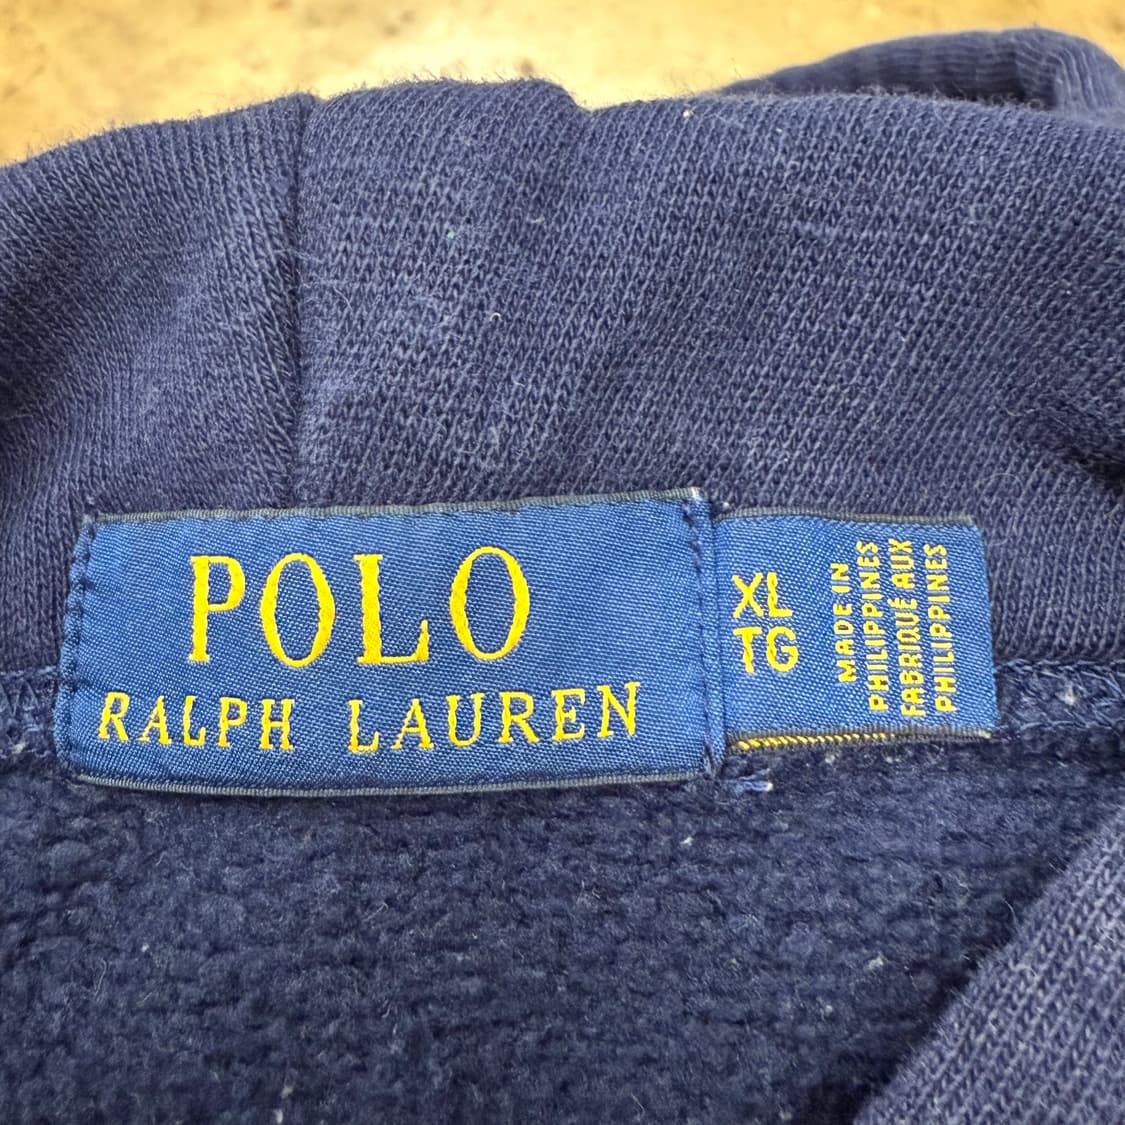 POLO
RALPH LAUREN
XL
TG
MADE IN
PHILIPPINES
FABRIQUÉ AUX
PHILIPPINES